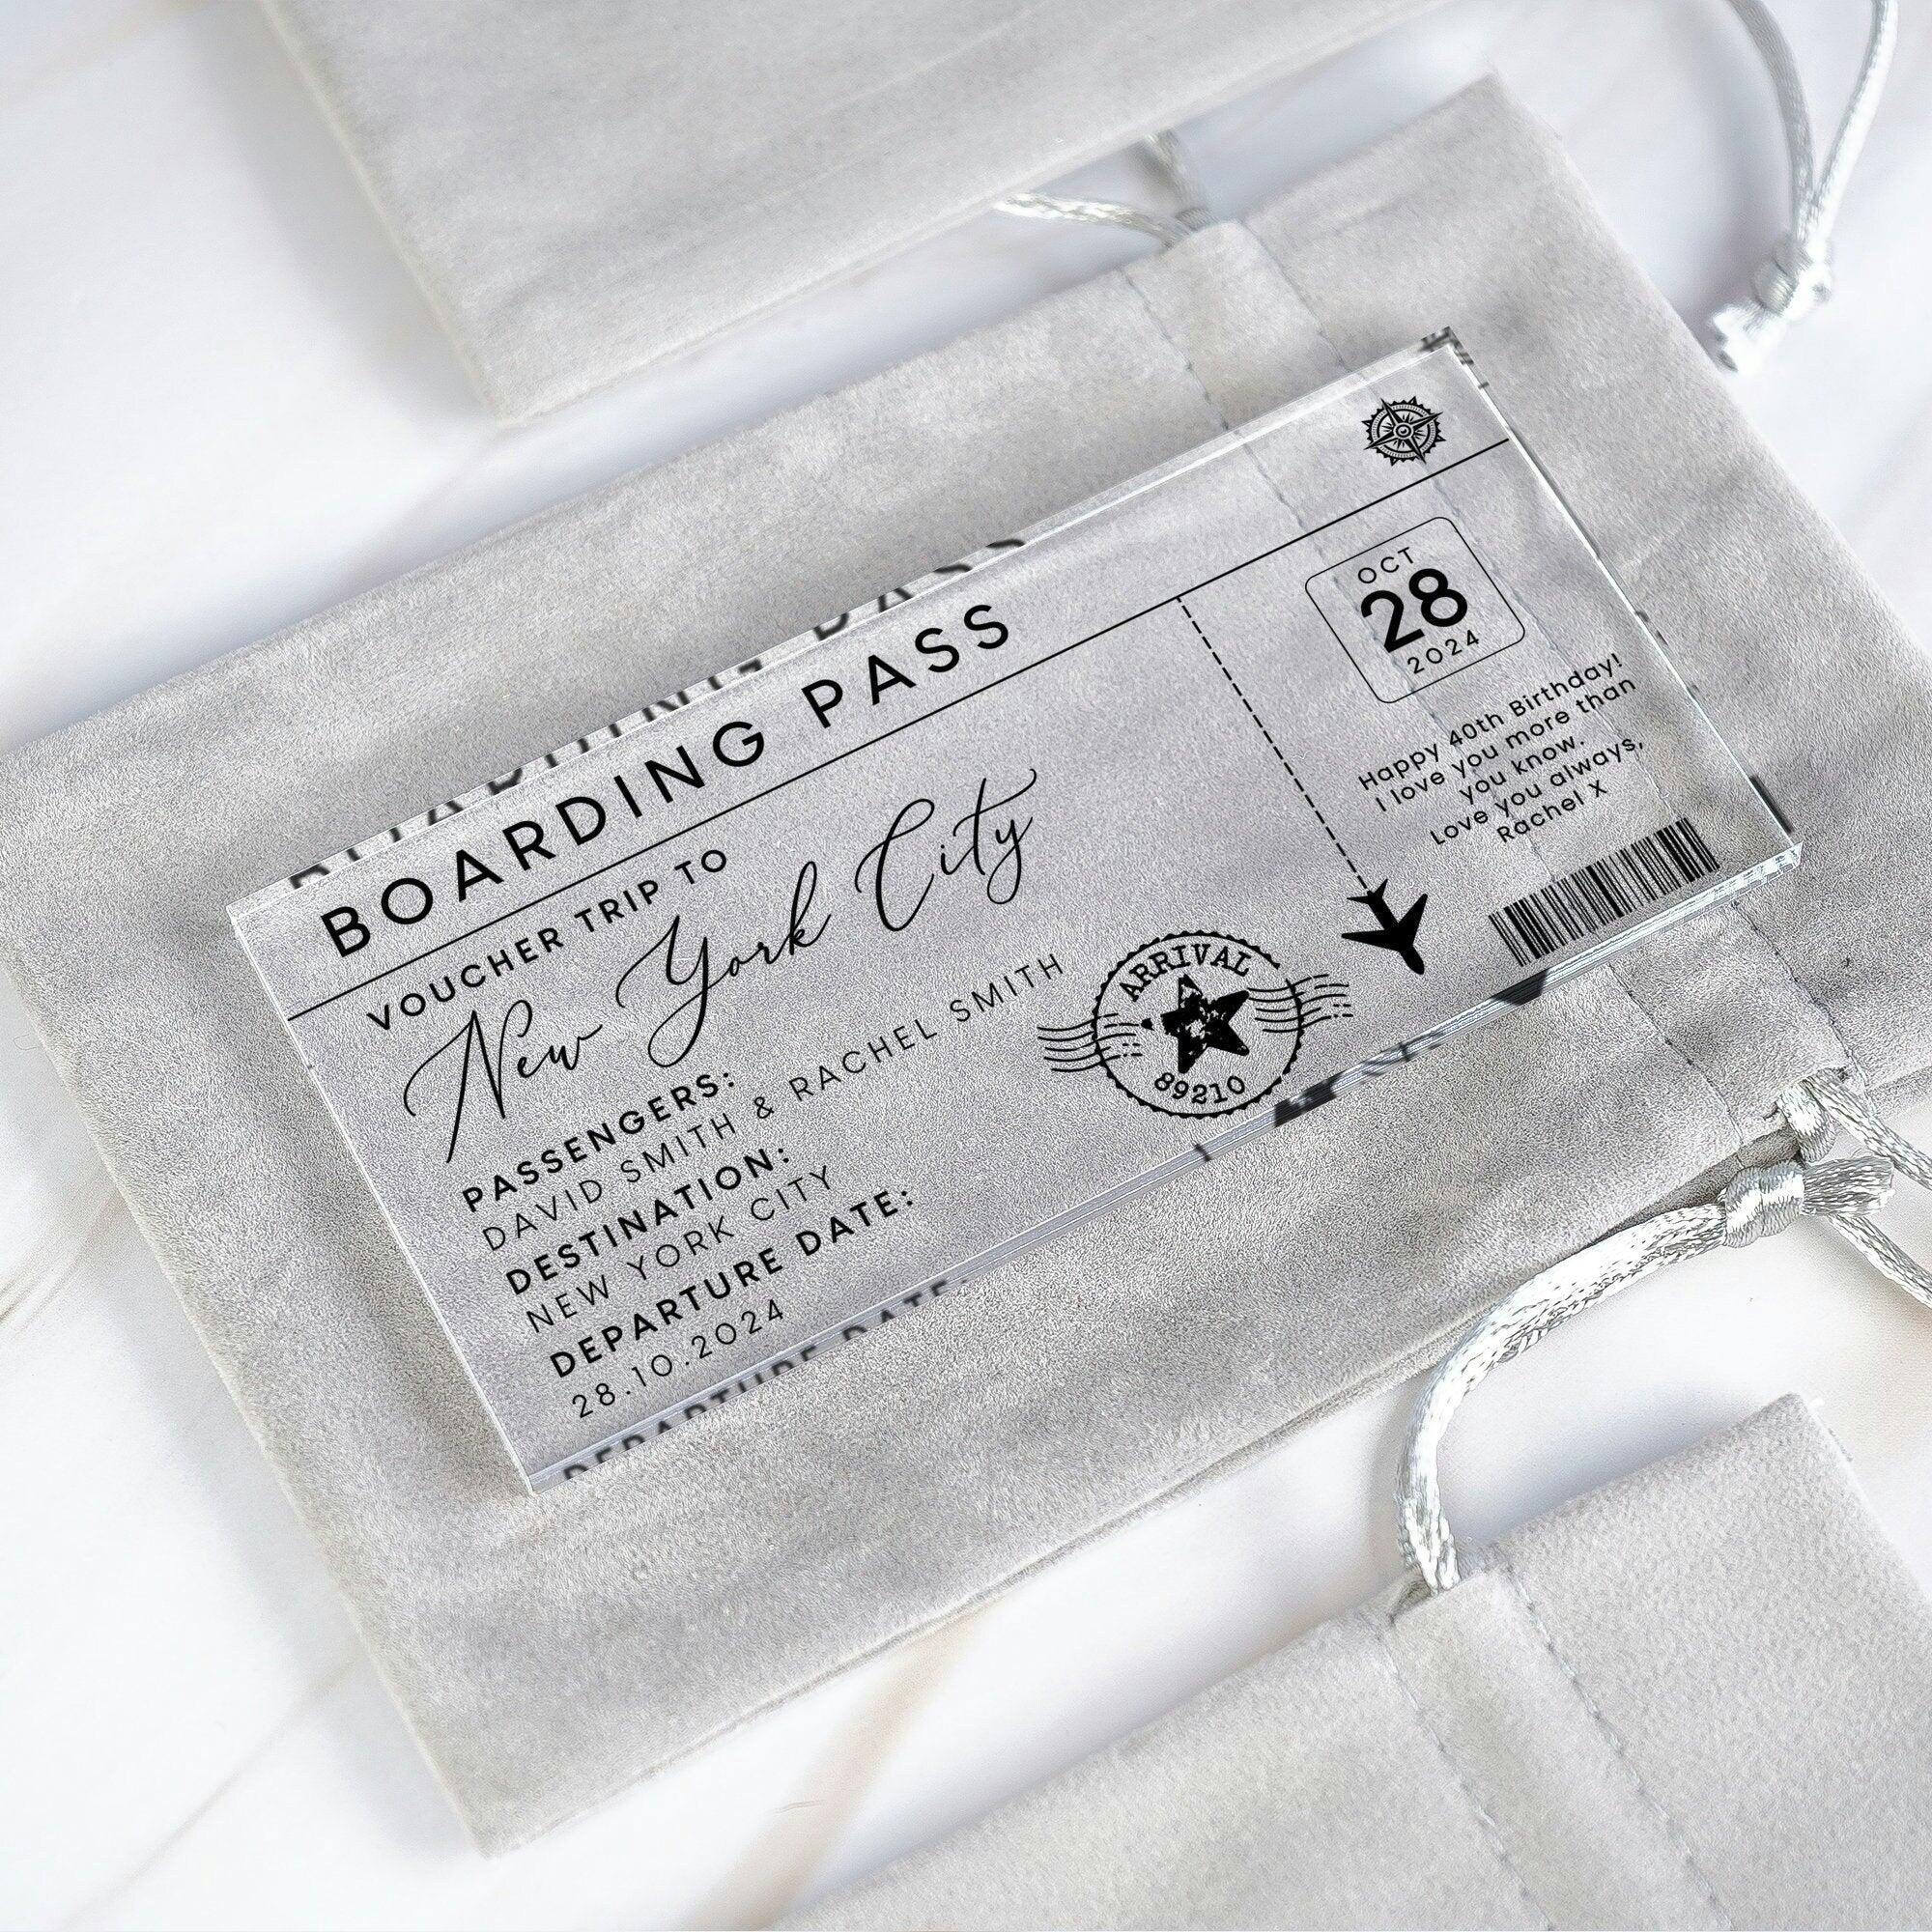 BOARDING PASS
VOUCHER TRIP TO
New York City
PASSENGERS:
DAVID SMITH & RACHEL SMITH
DESTINATION:
NEW YORK CITY
DEPARTURE DATE:
28.10.2024
ARRIVAL
89210
OCT
28
2024
Happy 40th Birthday!
I love you more than
you know.
Love you always,
Rachel X